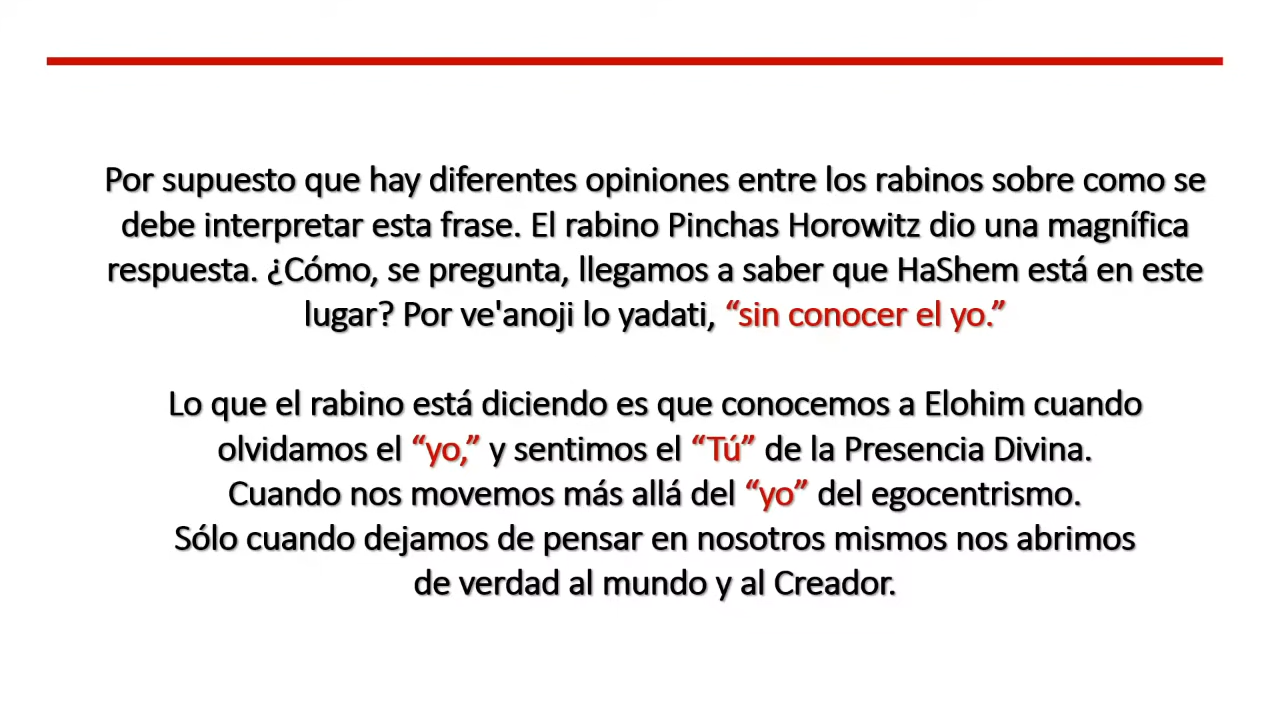 Por supuesto que hay diferentes opiniones entre los rabinos sobre como se
debe interpretar esta frase. El rabino Pinchas Horowitz dio una magnífica
respuesta. ¿Cómo, se pregunta, llegamos a saber que HaShem está en este
lugar? Por ve'anoji lo yadati, “sin conocer el yo.”
Lo que el rabino está diciendo es que conocemos a Elohim cuando
olvidamos el “yo,” y sentimos el “Tú” de la Presencia Divina.
Cuando nos movemos más allá del “yo” del egocentrismo.
Sólo cuando dejamos de pensar en nosotros mismos nos abrimos
de verdad al mundo y al Creador.